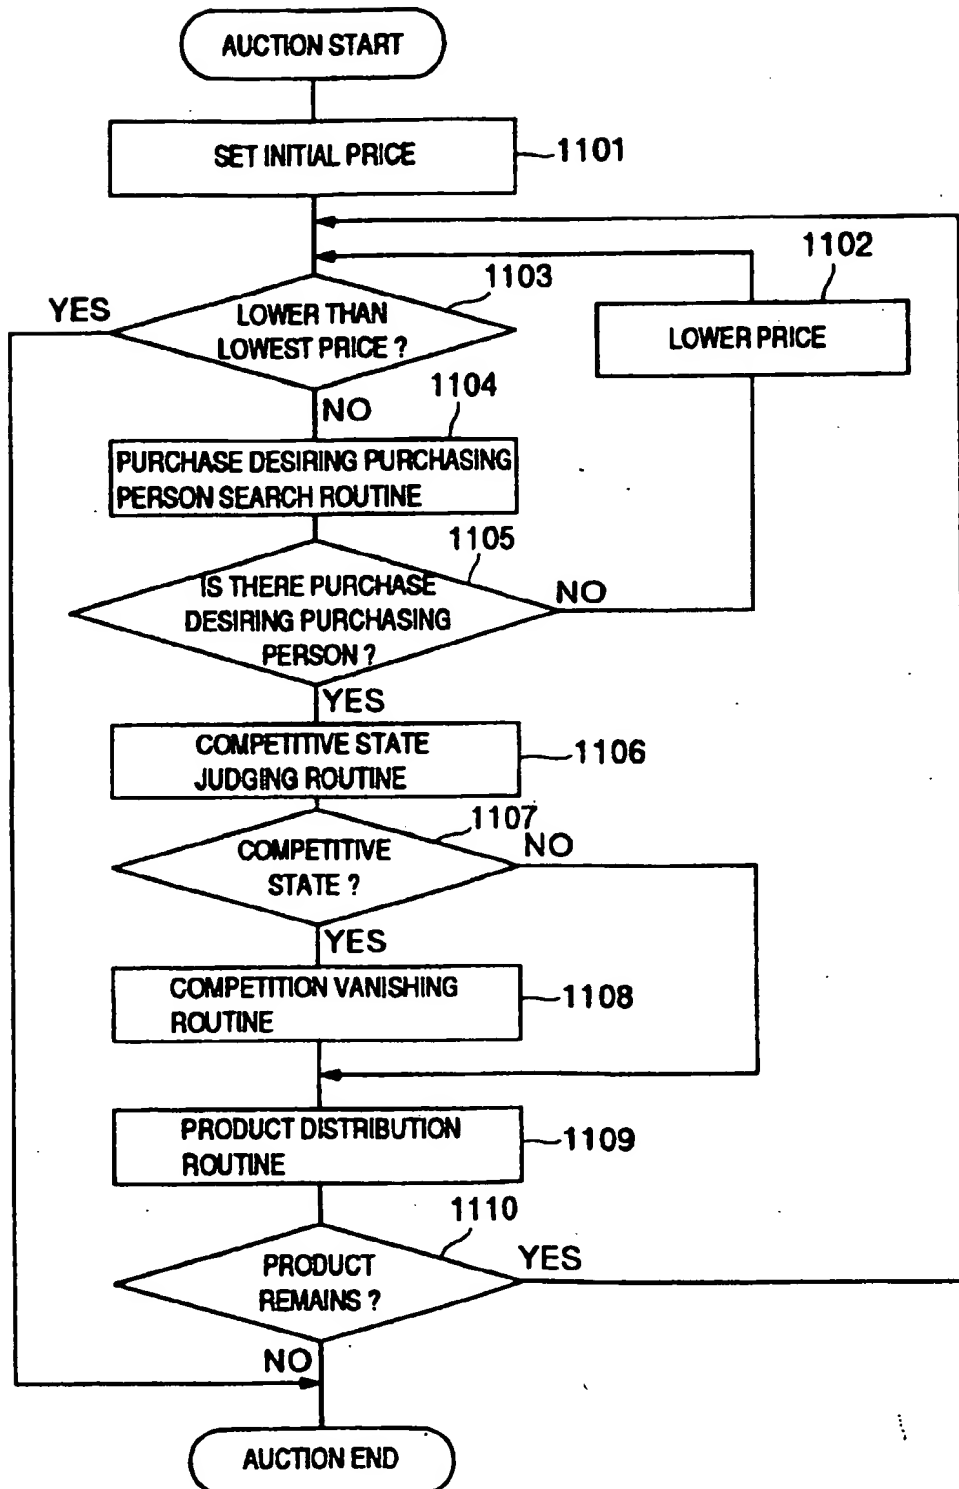 AUCTION START
SET INITIAL PRICE
1101
1102
1103
YES
LOWER THAN
LOWEST PRICE ?
LOWER PRICE
NO
1104
PURCHASE DESIRING PURCHASING
PERSON SEARCH ROUTINE
1105
IS THERE PURCHASE
DESIRING PURCHASING
PERSON ?
NO
YES
COMPETITIVE STATE
JUDGING ROUTINE
1106
1107
COMPETITIVE
STATE ?
NO
YES
COMPETITION VANISHING
ROUTINE
1108
PRODUCT DISTRIBUTION
ROUTINE
1109
1110
PRODUCT
REMAINS ?
YES
NO
AUCTION END